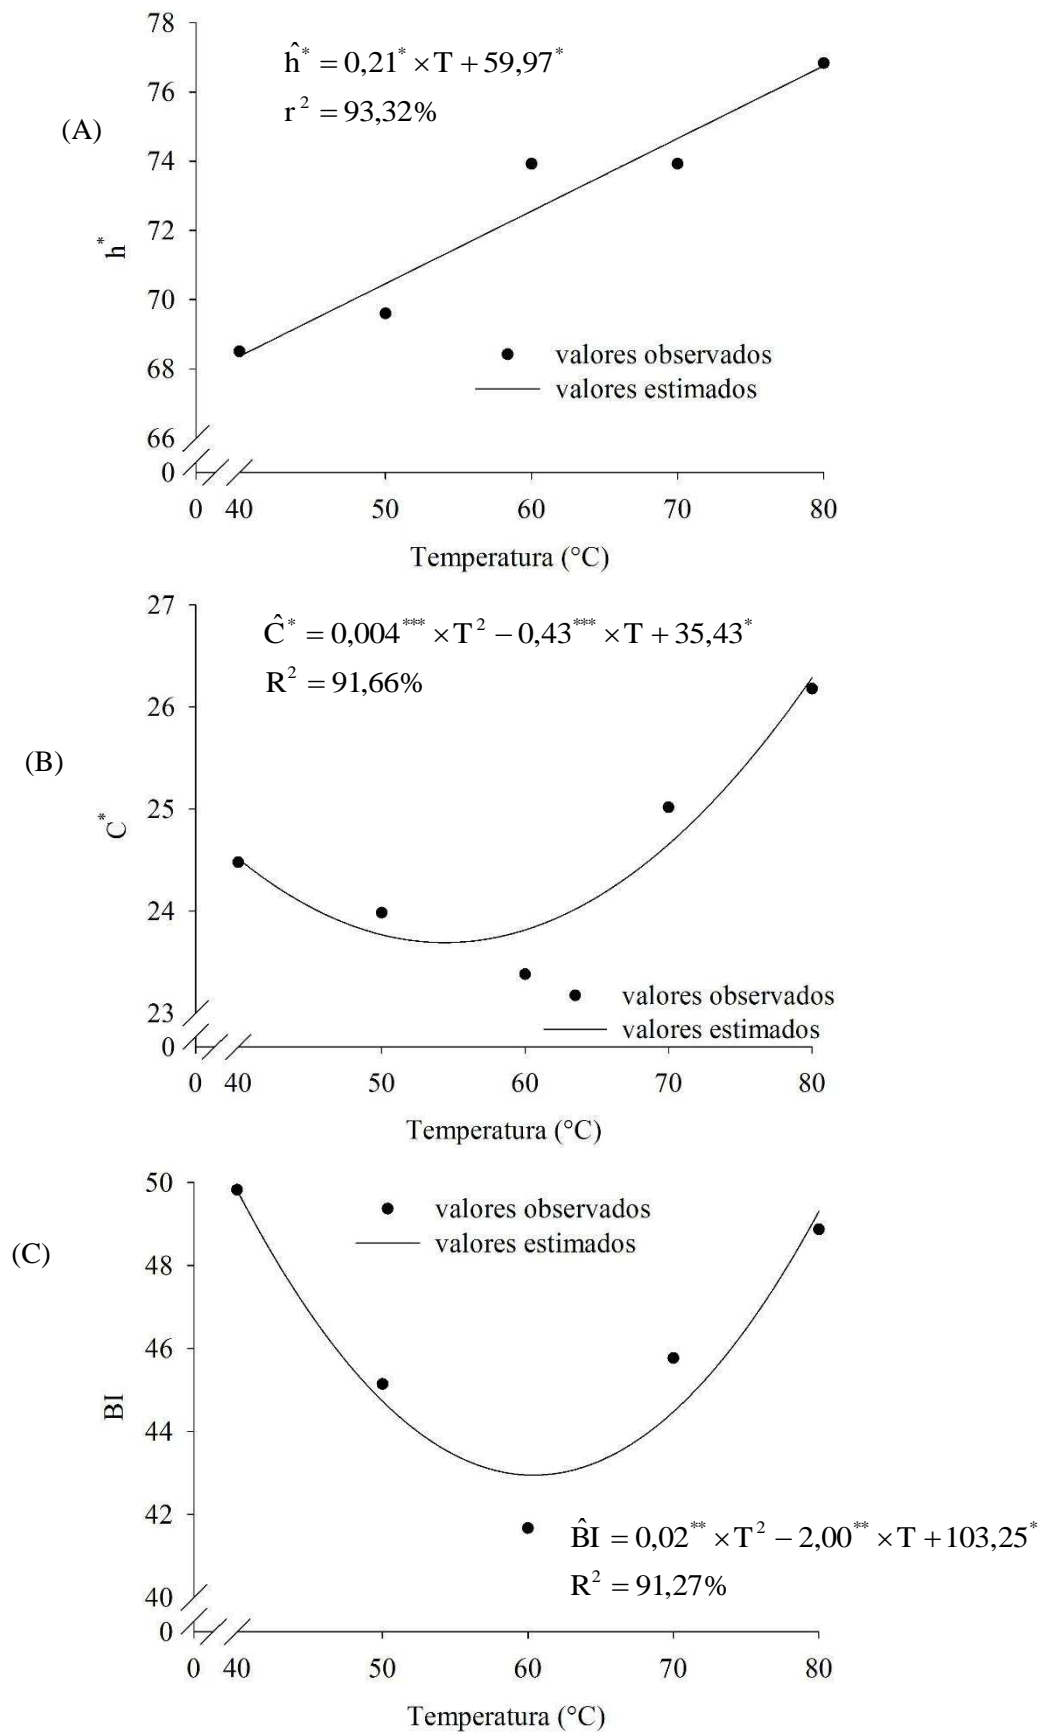 78
ĥ* = 0,21* ×T + 59,97*
r² = 93,32%
76
(A)
74
72
h*
70
valores observados
68
valores estimados
66
0
0 40 50 60 70 80
Temperatura (°C)
27
Ĉ* = 0,004*** ×T² − 0,43*** ×T + 35,43*
R² = 91,66%
26
(B)
25
C*
24
valores observados
23
valores estimados
0
0 40 50 60 70 80
Temperatura (°C)
50
valores observados
valores estimados
(C)
48
46
BI
44
42
B̂I = 0,02** ×T² − 2,00** ×T + 103,25*
R² = 91,27%
40
0
0 40 50 60 70 80
Temperatura (°C)